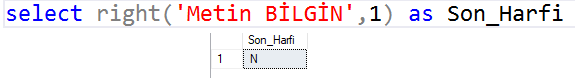 select right('Metin BİLGİN',1) as Son_Harfi
Son_Harfi
1 N